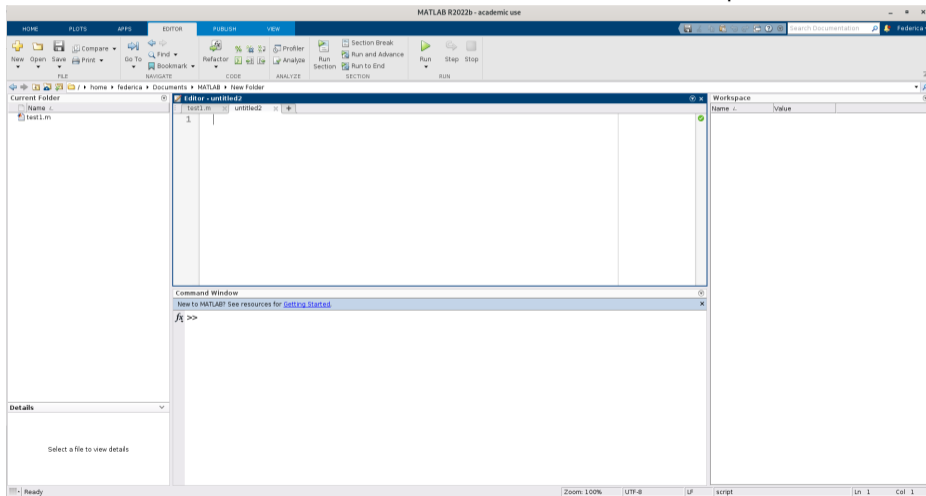 MATLAB R2022b - academic use
HOME PLOTS APPS EDITOR PUBLISH VIEW
Search Documentation Federica
New Open Save Compare Print Go To Find Bookmark Refactor Profiler Analyze Run Section Section Break Run and Advance Run to End Run Step Stop
FILE NAVIGATE CODE ANALYZE SECTION RUN
/ home federica Documents MATLAB New Folder
Current Folder
Name
test1.m
Editor - untitled2
test1.m untitled2
1
Workspace
Name Value
Command Window
New to MATLAB? See resources for Getting Started.
fx >>
Details
Select a file to view details
Ready
Zoom: 100% UTF-8 LF script Ln 1 Col 1